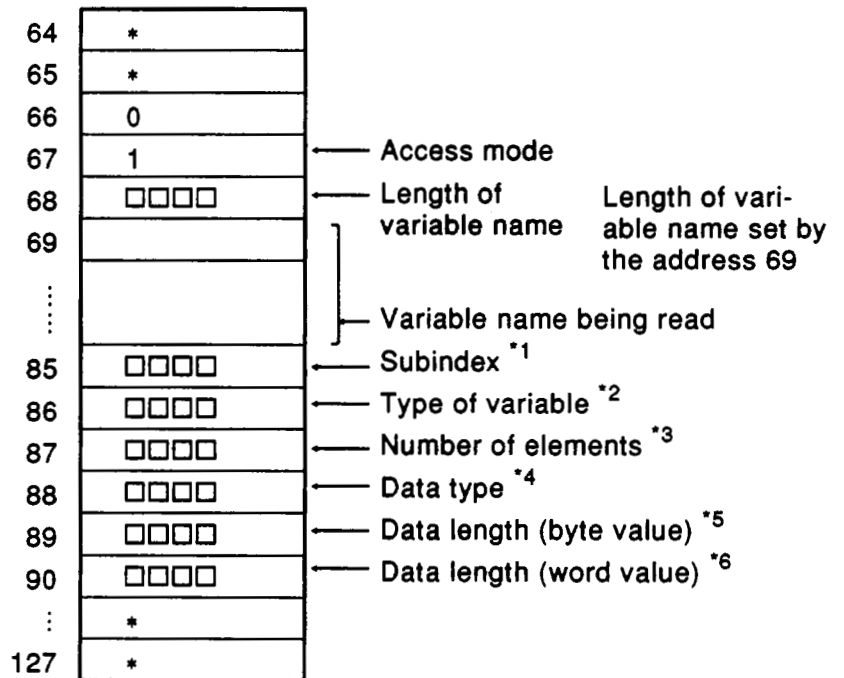 64 *
65 *
66 0
67 1 Access mode
68 □□□□ Length of variable name Length of vari-able name set by the address 69
69
⋮
Variable name being read
85 □□□□ Subindex *1
86 □□□□ Type of variable *2
87 □□□□ Number of elements *3
88 □□□□ Data type *4
89 □□□□ Data length (byte value) *5
90 □□□□ Data length (word value) *6
⋮ *
127 *